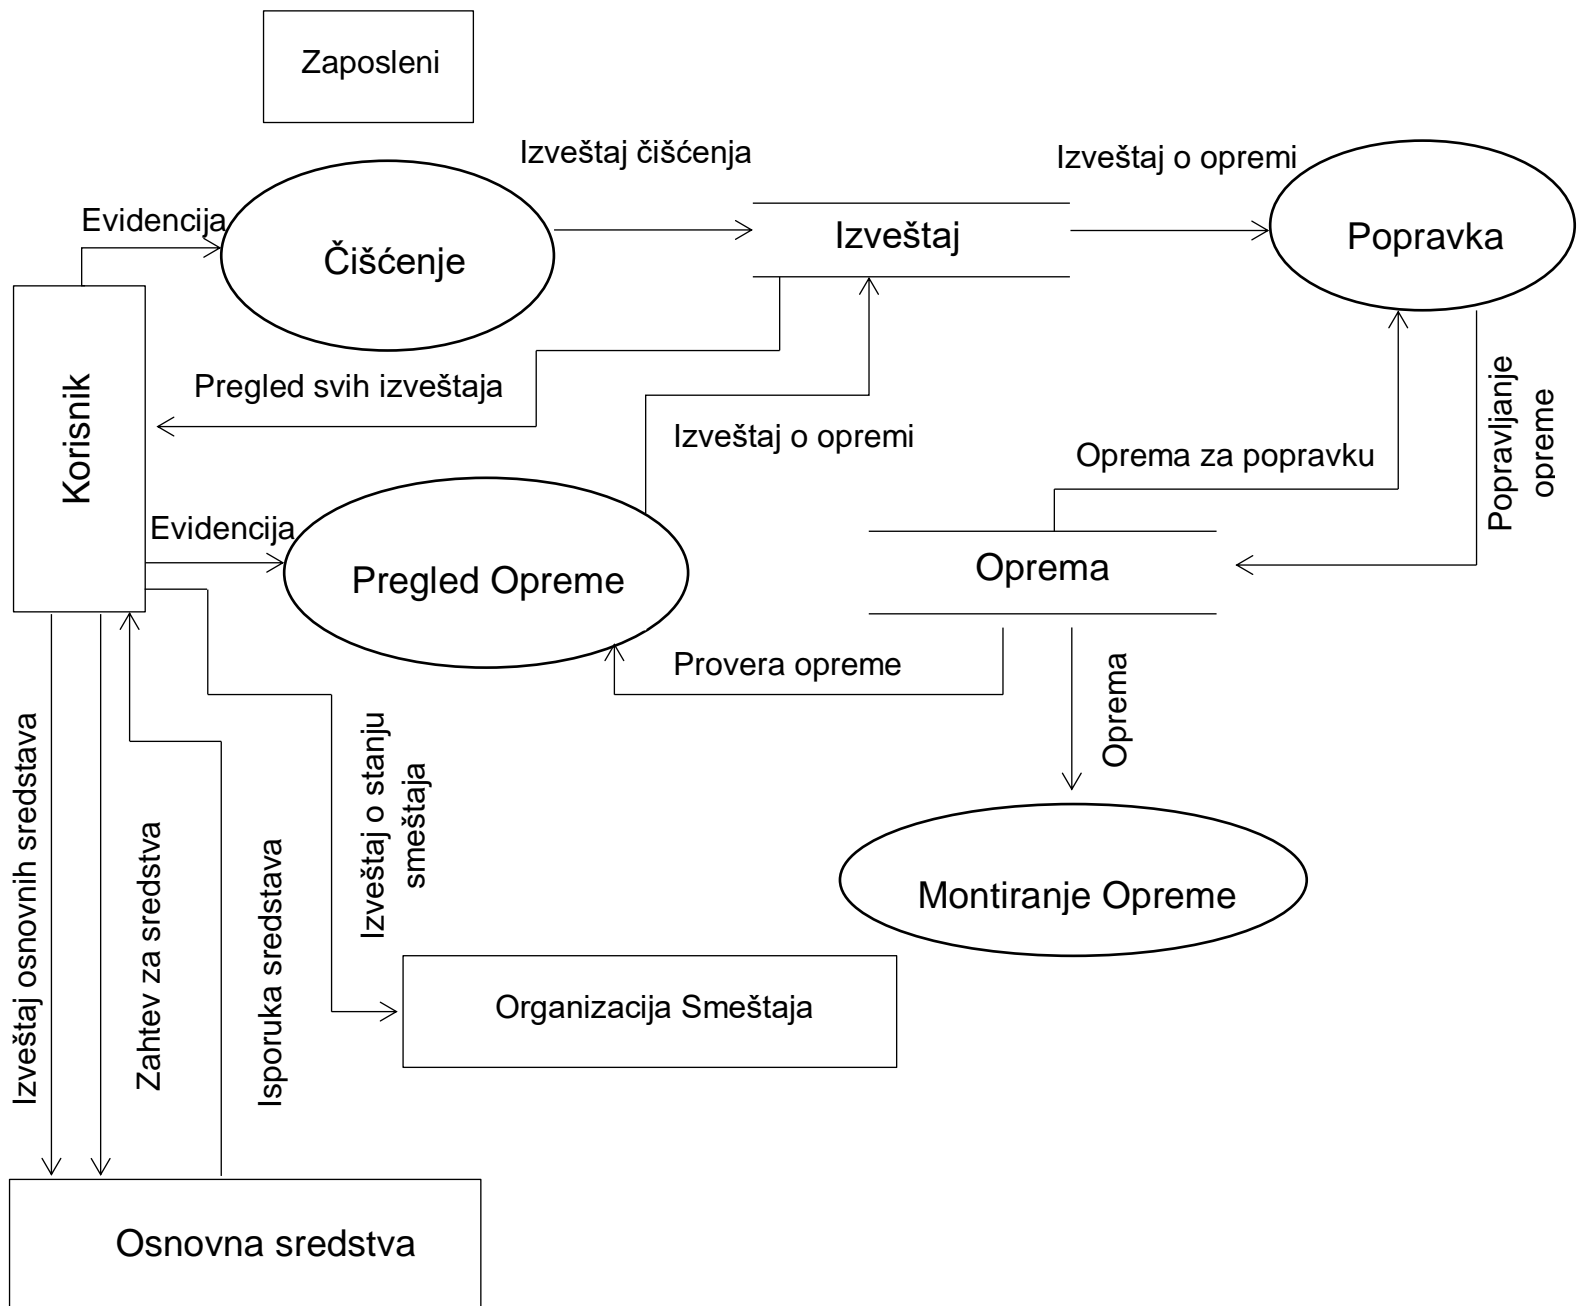 Zaposleni
Izveštaj čišćenja
Izveštaj o opremi
Evidencija
Čišćenje
Izveštaj
Popravka
Korisnik
Pregled svih izveštaja
Izveštaj o opremi
Oprema za popravku
Popravljanje
opreme
Evidencija
Pregled Opreme
Oprema
Provera opreme
Oprema
Izveštaj osnovnih sredstava
Zahtev za sredstva
Isporuka sredstava
Izveštaj o stanju
smeštaja
Montiranje Opreme
Organizacija Smeštaja
Osnovna sredstva